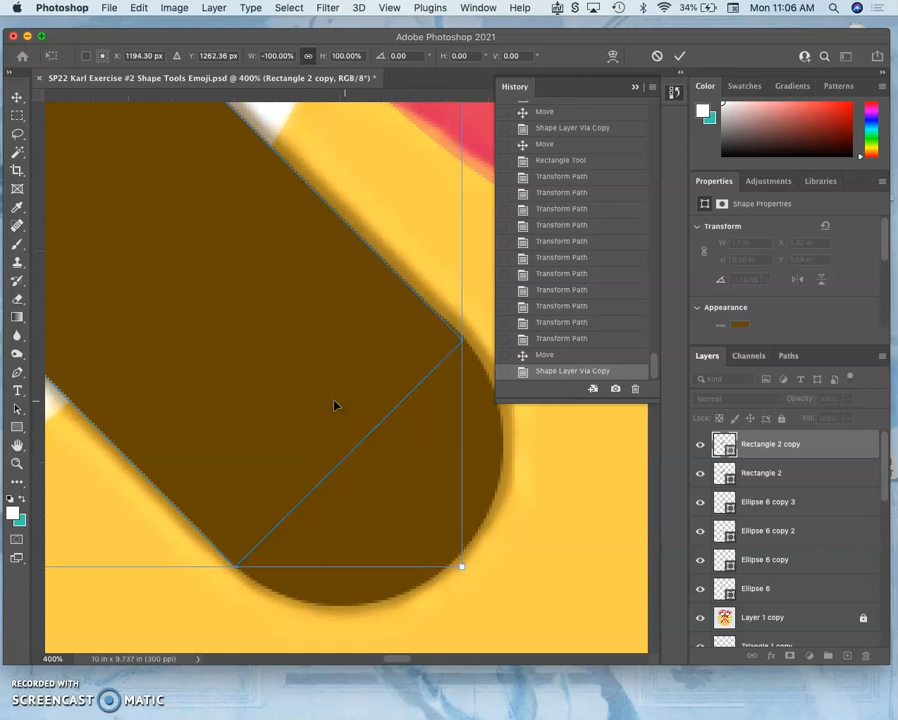 Photoshop File Edit Image Layer Type Select Filter 3D View Plugins Window Help 34% Mon 11:06 AM
Adobe Photoshop 2021
X: 1194.30 px Y: 1262.36 px W: -100.00% H: 100.00% 0.00 ° H: 0.00 ° V: 0.00 °
SP22 Karl Exercise #2 Shape Tools Emoji.psd @ 400% (Rectangle 2 copy, RGB/8*) *
History
Move
Shape Layer Via Copy
Move
Rectangle Tool
Transform Path
Transform Path
Transform Path
Transform Path
Transform Path
Transform Path
Transform Path
Transform Path
Transform Path
Transform Path
Transform Path
Move
Shape Layer Via Copy
Color Swatches Gradients Patterns
Properties Adjustments Libraries
Shape Properties
Transform
W X
H Y
Appearance
Layers Channels Paths
Kind
Normal Opacity: 100%
Lock: Fill: 100%
Rectangle 2 copy
Rectangle 2
Ellipse 6 copy 3
Ellipse 6 copy 2
Ellipse 6 copy
Ellipse 6
Layer 1 copy
Triangle 1 copy
400% 10 in x 9.737 in (300 ppi)
RECORDED WITH
SCREENCAST MATIC